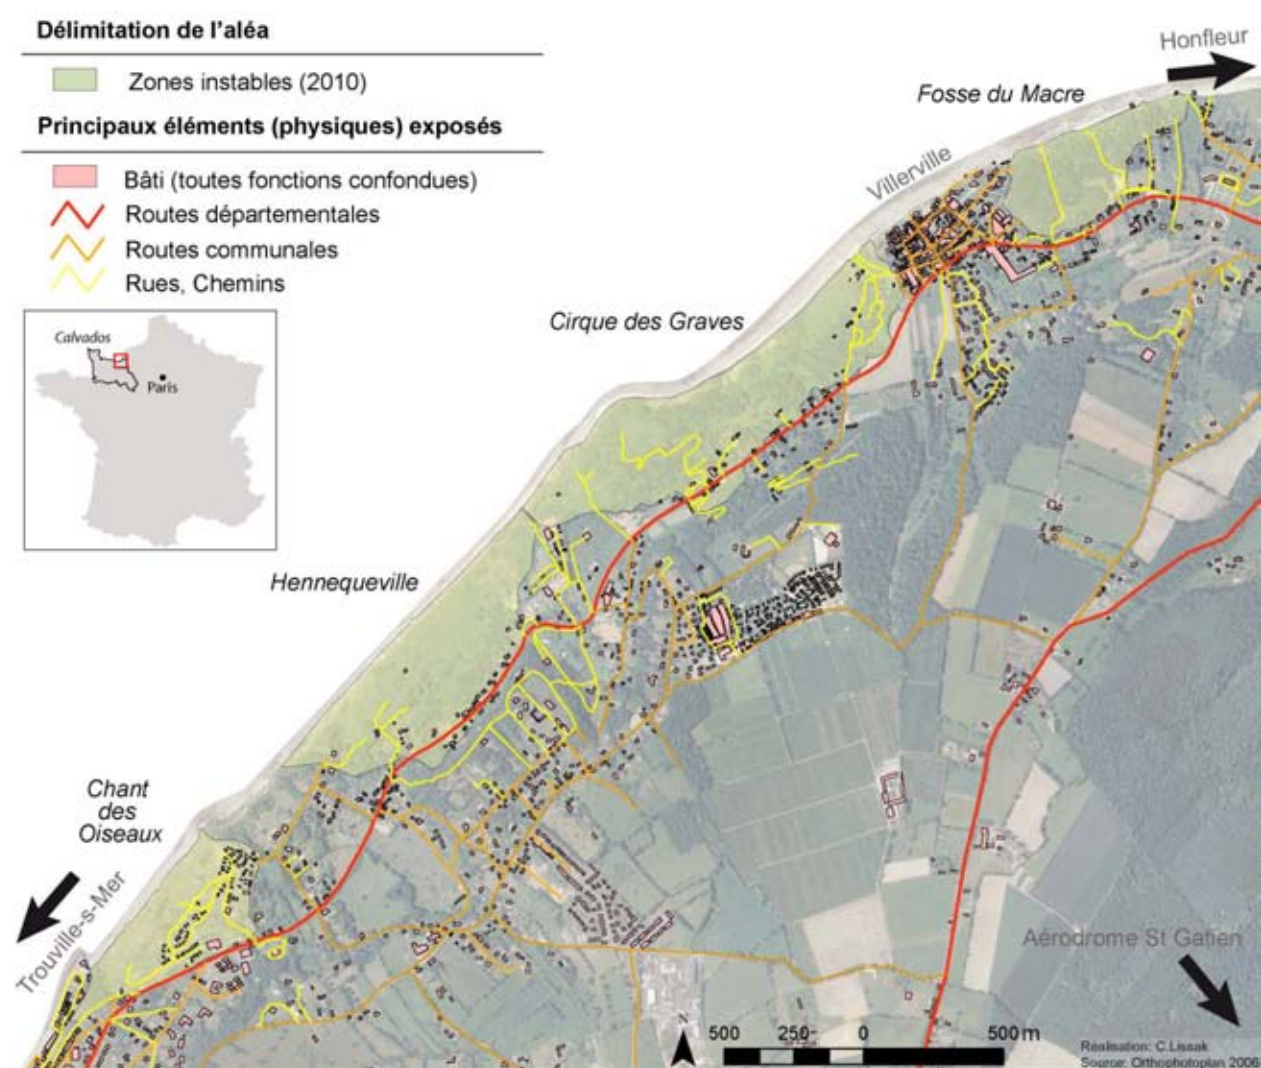 Délimitation de l'aléa
Zones instables (2010)
Principaux éléments (physiques) exposés
Bâti (toutes fonctions confondues)
Routes départementales
Routes communales
Rues, Chemins
Calvados
Paris
Honfleur
Fosse du Macre
Villerville
Cirque des Graves
Hennequeville
Chant
des
Oiseaux
Trouville-s-Mer
Aérodrome St Gatien
N
500 250 0 500 m
Réalisation: C.Lissak
Source: Orthophotoplan 2006